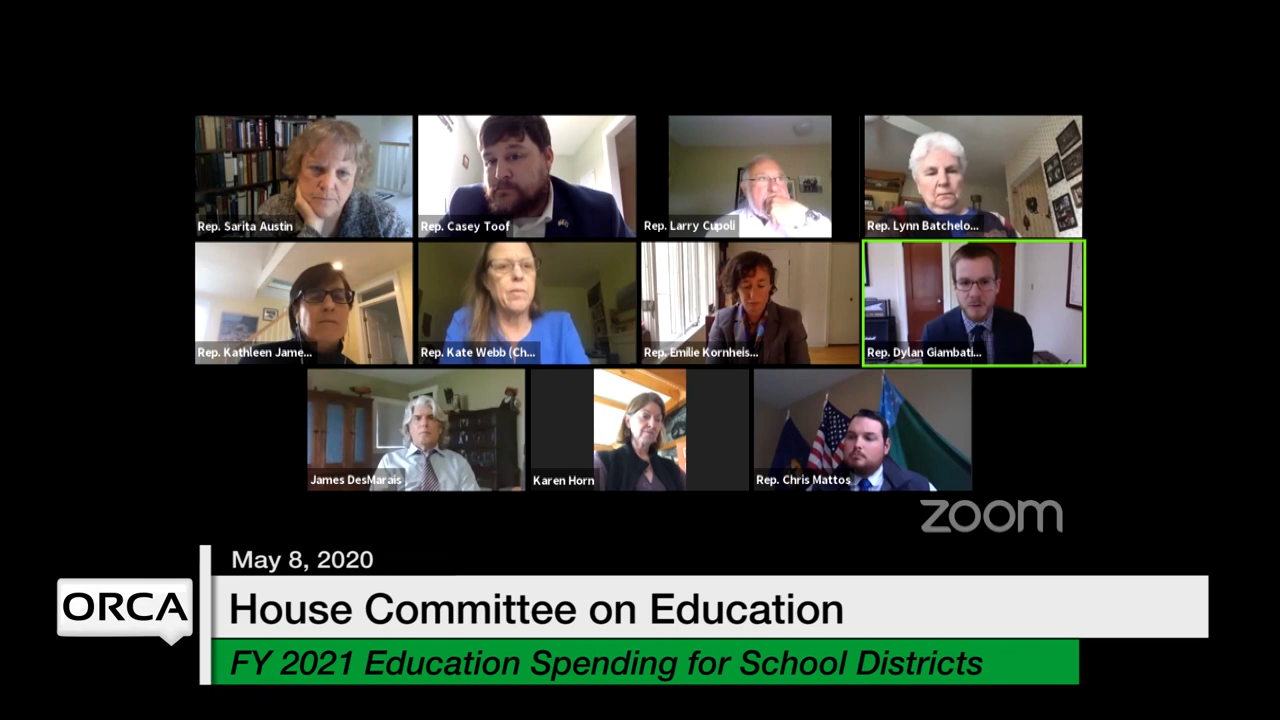 Rep. Sarita Austin
Rep. Casey Toof
Rep. Larry Cupoli
Rep. Lynn Batchelo...
Rep. Kathleen Jame...
Rep. Kate Webb (Ch...
Rep. Emilie Kornheis...
Rep. Dylan Giambati...
James DesMarais
Karen Horn
Rep. Chris Mattos
zoom
May 8, 2020
ORCA
House Committee on Education
FY 2021 Education Spending for School Districts